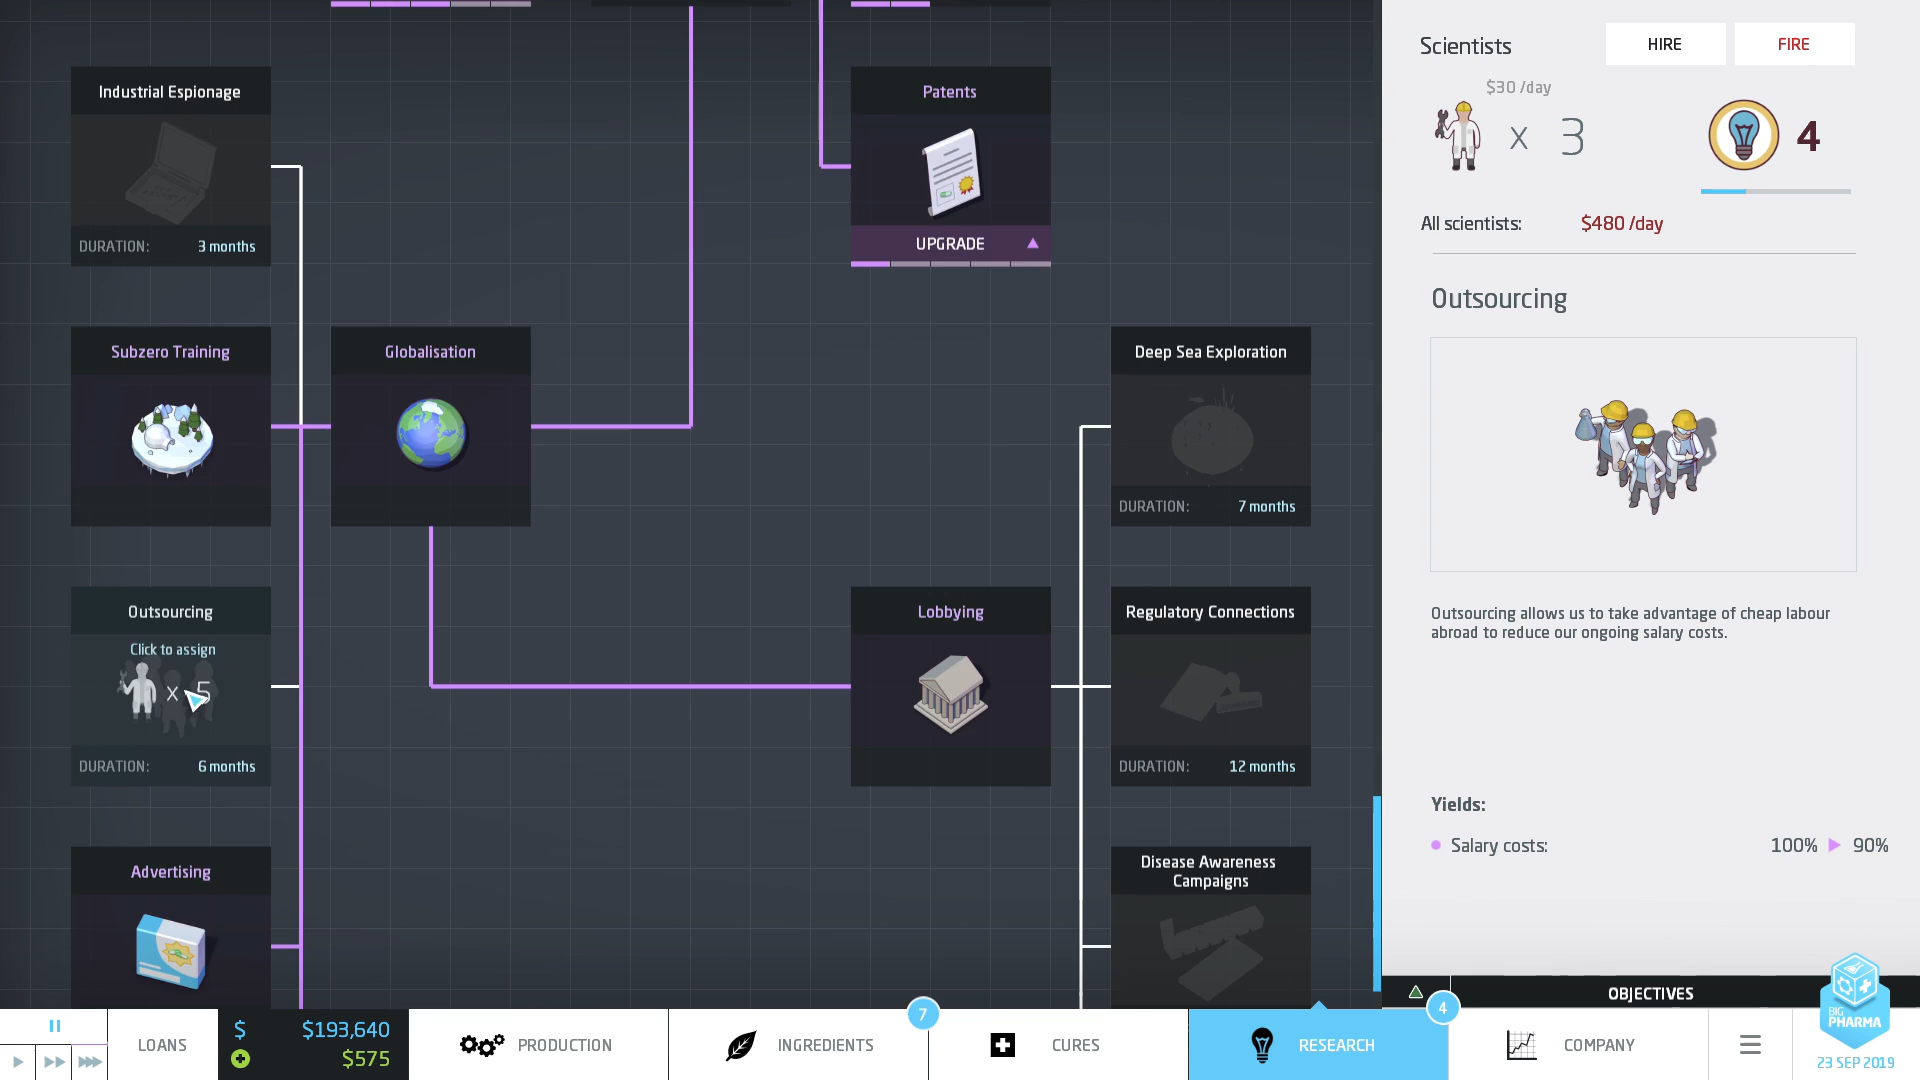 Scientists
HIRE
FIRE
$30 /day
x 3
4
All scientists:
$480 /day
Industrial Espionage
DURATION: 3 months
Patents
UPGRADE
Subzero Training
Globalisation
Deep Sea Exploration
DURATION: 7 months
Outsourcing
Click to assign
x 5
DURATION: 6 months
Lobbying
Regulatory Connections
DURATION: 12 months
Advertising
Disease Awareness
Campaigns
Outsourcing
Outsourcing allows us to take advantage of cheap labour
abroad to reduce our ongoing salary costs.
Yields:
Salary costs: 100% 90%
OBJECTIVES
4
7
LOANS
$ $193,640
$575
PRODUCTION
INGREDIENTS
CURES
RESEARCH
COMPANY
BIG
PHARMA
23 SEP 2019